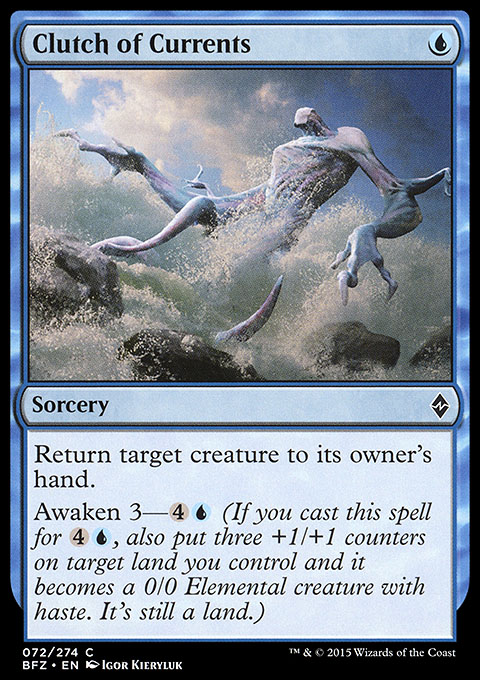 Clutch of Currents
Sorcery
Return target creature to its owner's
hand.
Awaken 3—4 (If you cast this spell
for 4 , also put three +1/+1 counters
on target land you control and it
becomes a 0/0 Elemental creature with
haste. It's still a land.)
072/274 C
BFZ • EN Igor Kieryluk
™ & © 2015 Wizards of the Coast